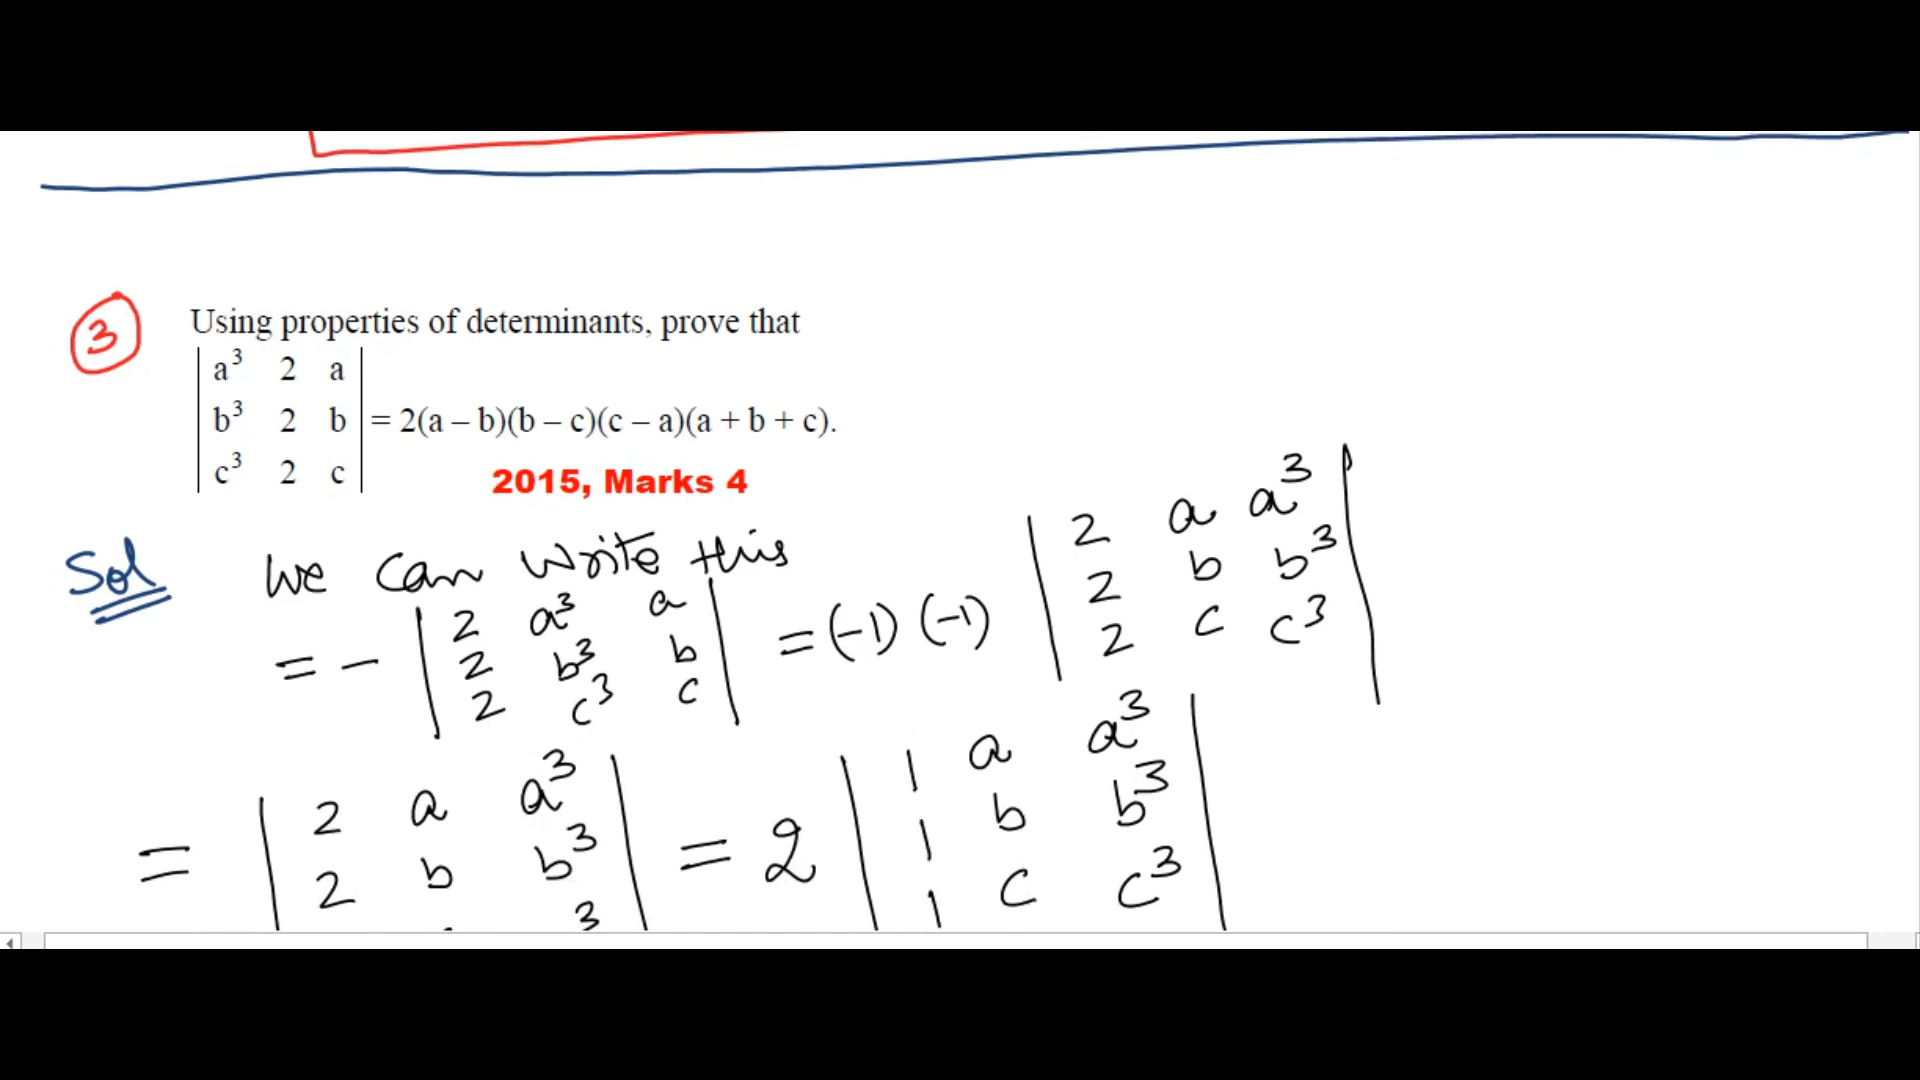 3
Using properties of determinants, prove that
| a³ 2 a |
| b³ 2 b | = 2(a – b)(b – c)(c – a)(a + b + c).
| c³ 2 c |
2015, Marks 4
Sol We can write this
= – | 2 a³ a | = (-1) (-1) | 2 a a³ |
| 2 b³ b | | 2 b b³ |
| 2 c³ c | | 2 c c³ |
= | 2 a a³ | = 2 | 1 a a³ |
| 2 b b³ | | 1 b b³ |
3 | | 1 c c³ |